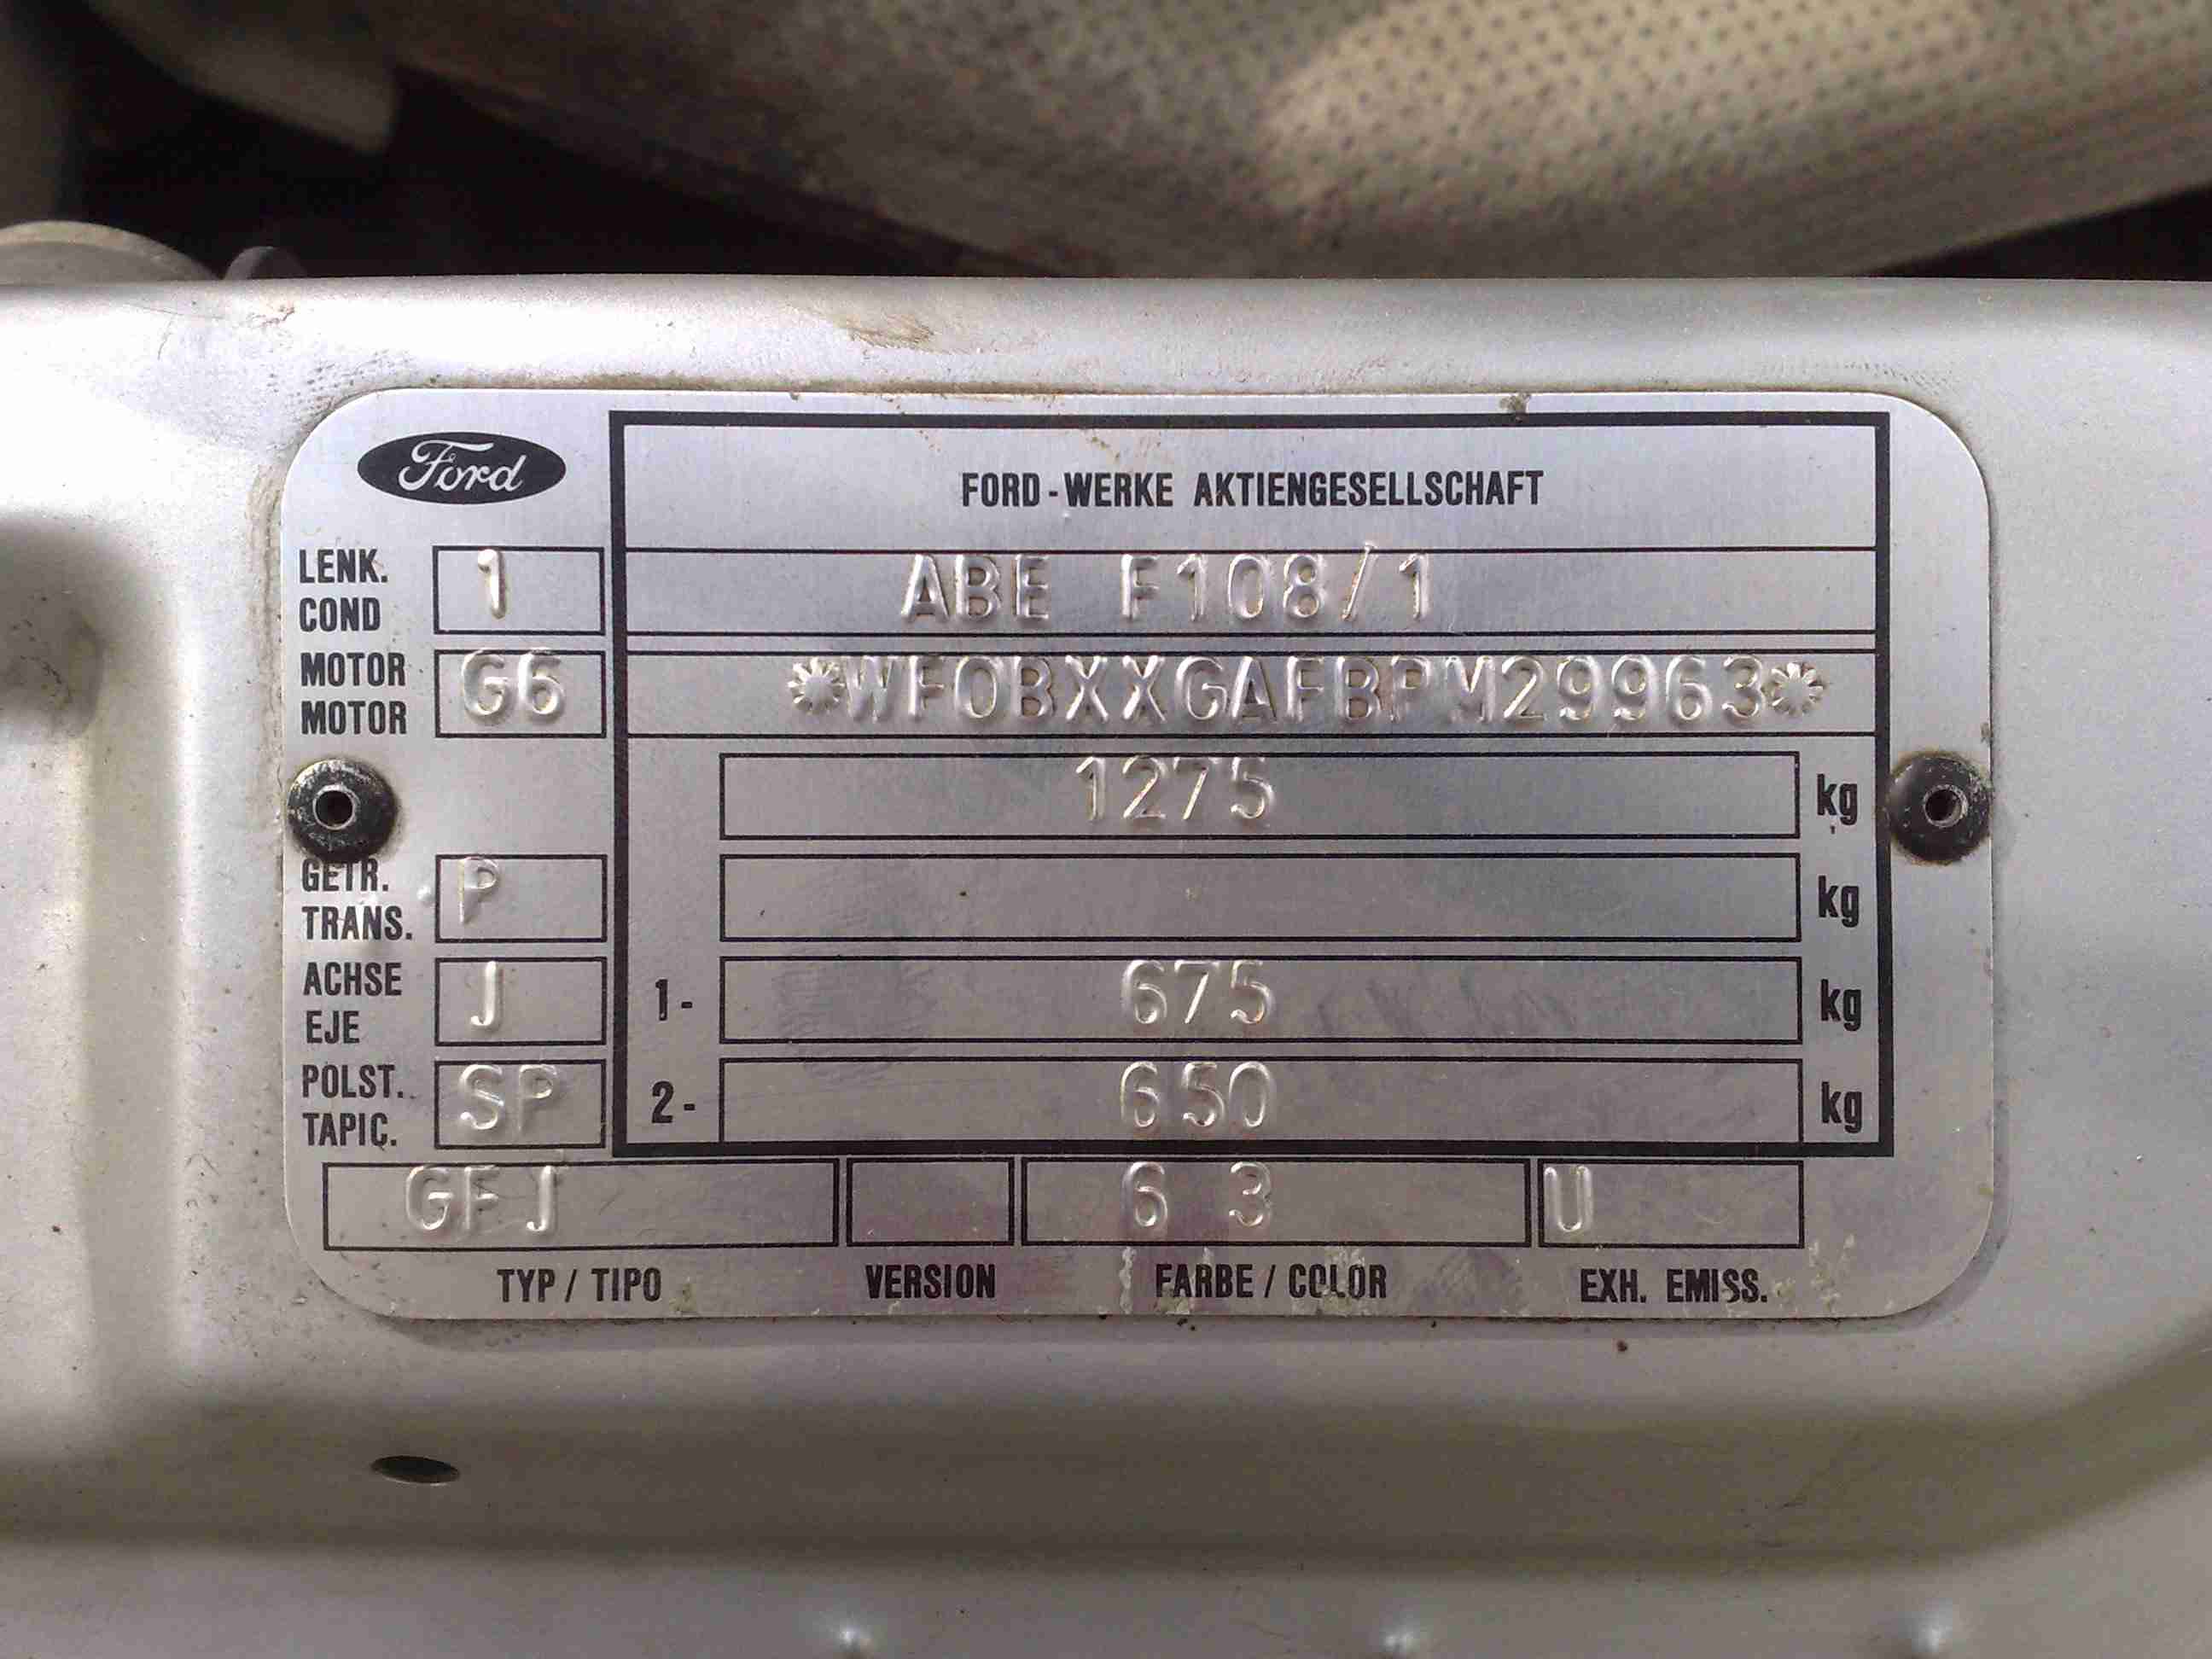 Ford
FORD-WERKE AKTIENGESELLSCHAFT
LENK.
COND
1
ABE F108/1
MOTOR
MOTOR
G6
*WF0BXXGAFBPM29963*
1275 kg
GETR.
TRANS.
P
kg
ACHSE
EJE
J
1- 675 kg
POLST.
TAPIC.
SP
2- 650 kg
GFJ
6 3
U
TYP / TIPO
VERSION
FARBE / COLOR
EXH. EMISS.